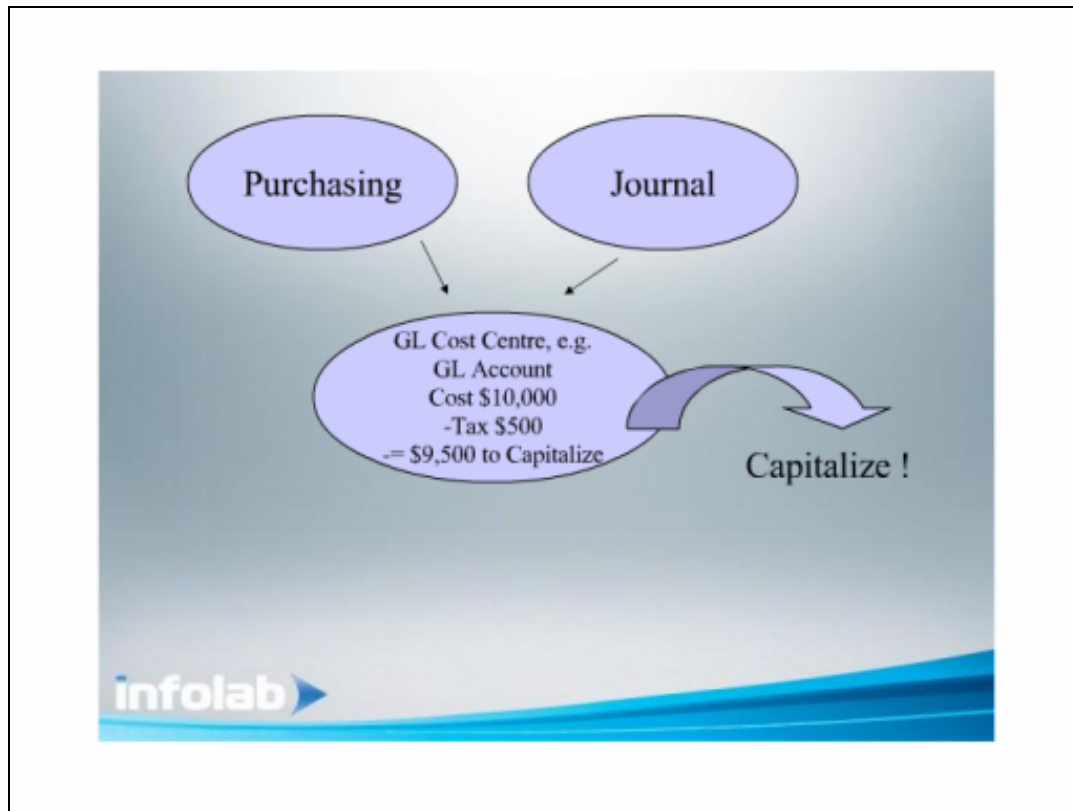 Purchasing
Journal
GL Cost Centre, e.g.
GL Account
Cost $10,000
-Tax $500
-= $9,500 to Capitalize
Capitalize !
infolab